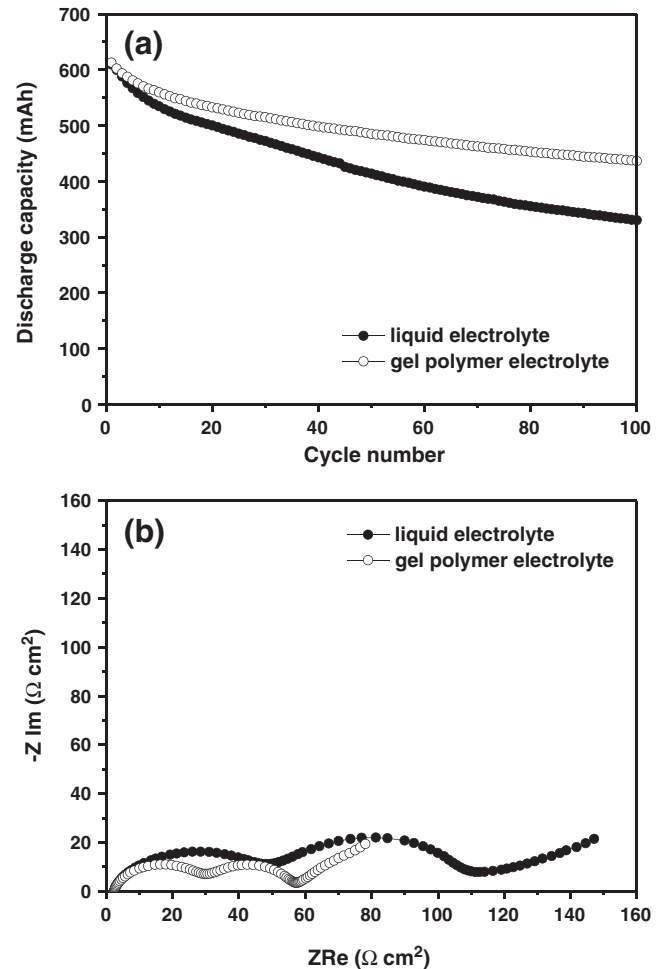 700
(a)
600
500
400
300
200
100
0
Discharge capacity (mAh)
liquid electrolyte
gel polymer electrolyte
0 20 40 60 80 100
Cycle number
160
(b)
140
120
100
80
60
40
20
0
-Z Im (Ω cm²)
liquid electrolyte
gel polymer electrolyte
0 20 40 60 80 100 120 140 160
ZRe (Ω cm²)